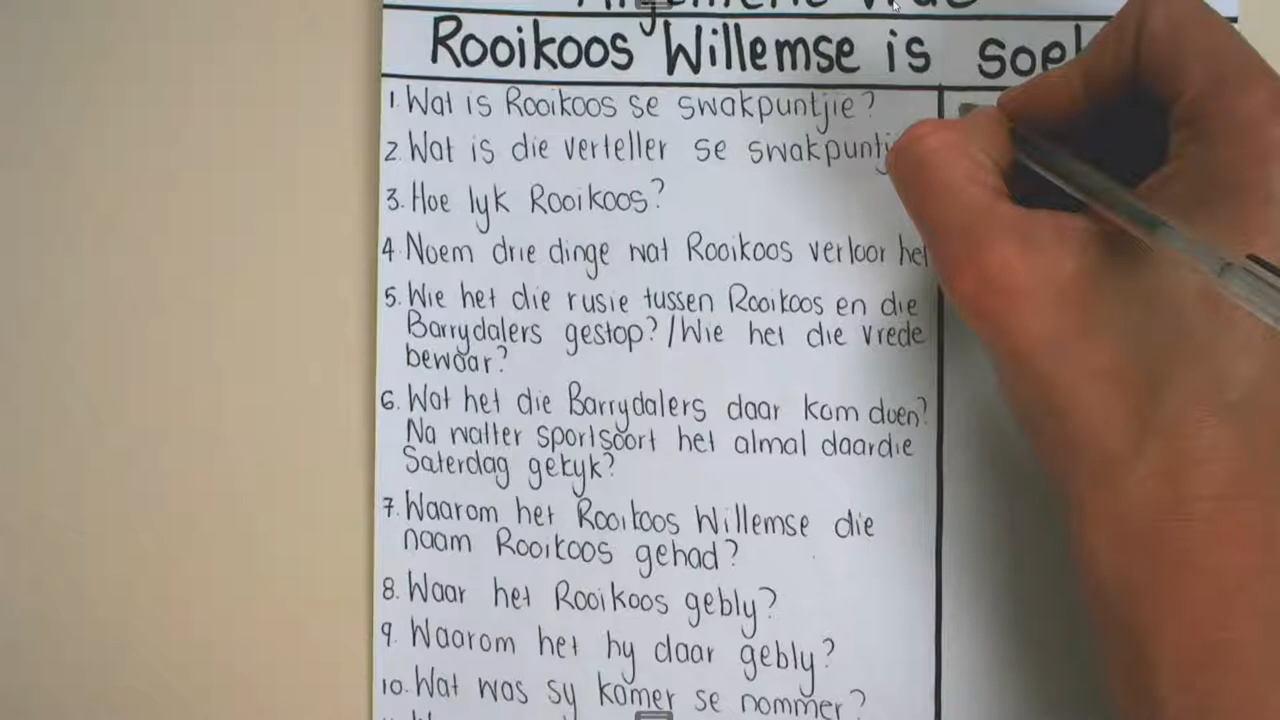 Rooikoos Willemse is
1. Wat is Rooikoos se swakpuntjie?
2. Wat is die verteller se
3. Hoe lyk Rooikoos?
4. Noem drie dinge wat Rooikoos verloor het
5. Wie het die rusie tussen Rooikoos en die
Barrydalers gestop? / Wie het die vrede
bewaar?
6. Wat het die Barrydalers daar kom doen?
Na watter sportsoort het almal daardie
Saterdag gekyk?
7. Waarom het Rooikoos Willemse die
naam Rooikoos gehad?
8. Waar het Rooikoos gebly?
9. Waarom het hy daar gebly?
10. Wat was sy kamer se nommer?